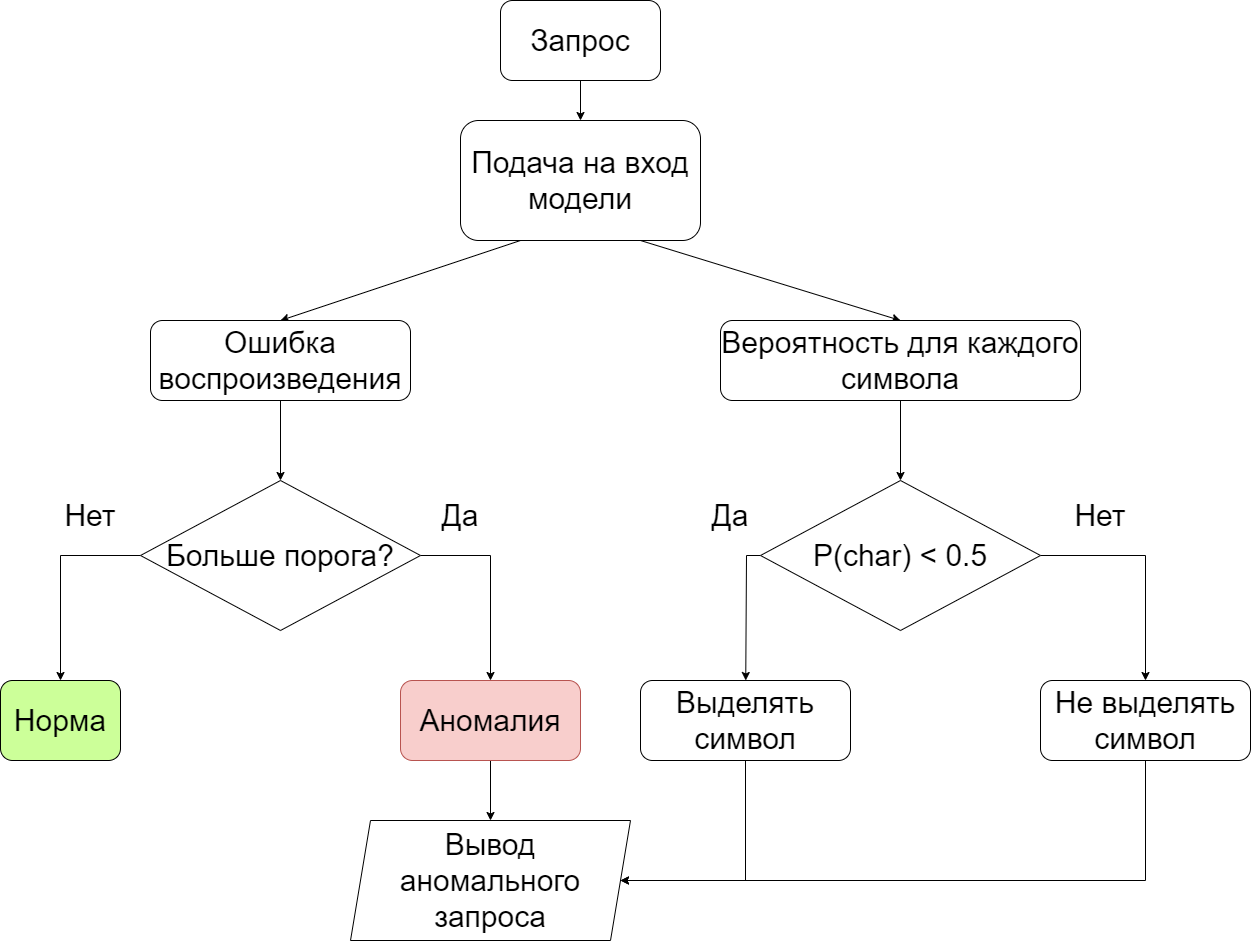 Запрос
Подача на вход
модели
Ошибка
воспроизведения
Вероятность для каждого
символа
Нет
Да
Да
Нет
Больше порога?
P(char) < 0.5
Норма
Аномалия
Выделять
символ
Не выделять
символ
Вывод
аномального
запроса